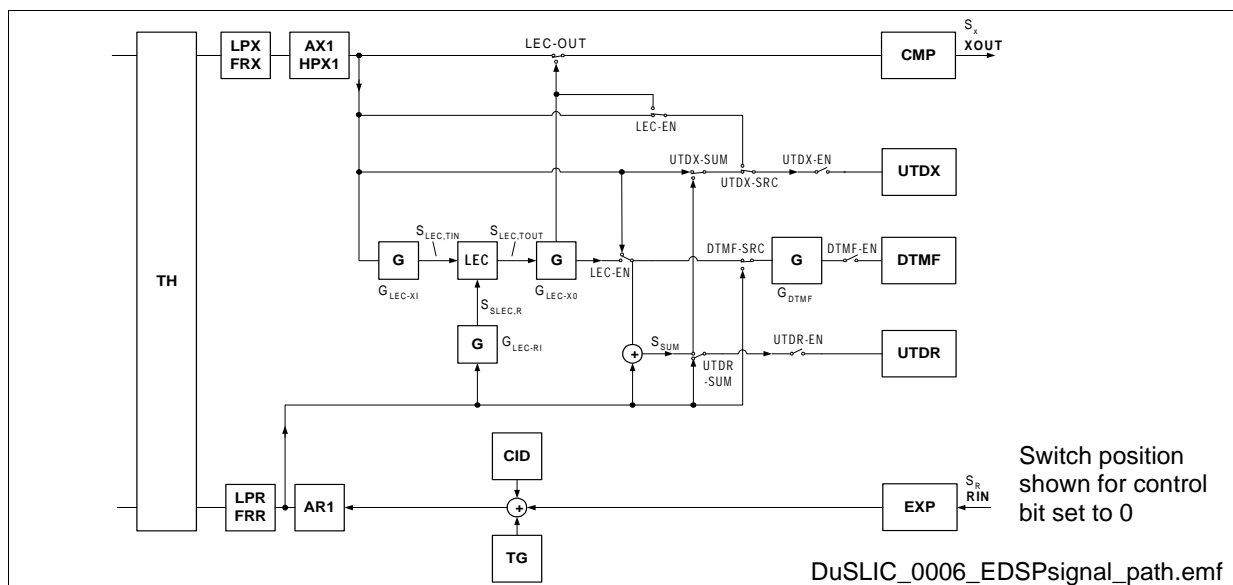 S_x
XOUT
LPX
FRX
AX1
HPX1
LEC-OUT
CMP
LEC-EN
UTDX-SUM
UTDX-EN
UTDX-SRC
UTDX
S_LEC,TIN
S_LEC,TOUT
G
LEC
G
LEC-EN
DTMF-SRC
G
DTMF-EN
DTMF
TH
G_LEC-XI
G_LEC-X0
G_DTMF
S_SLEC,R
G
G_LEC-RI
+
S_SUM
UTDR
-SUM
UTDR-EN
UTDR
CID
LPR
FRR
AR1
+
EXP
S_R
RIN
TG
Switch position
shown for control
bit set to 0
DuSLIC_0006_EDSPsignal_path.emf